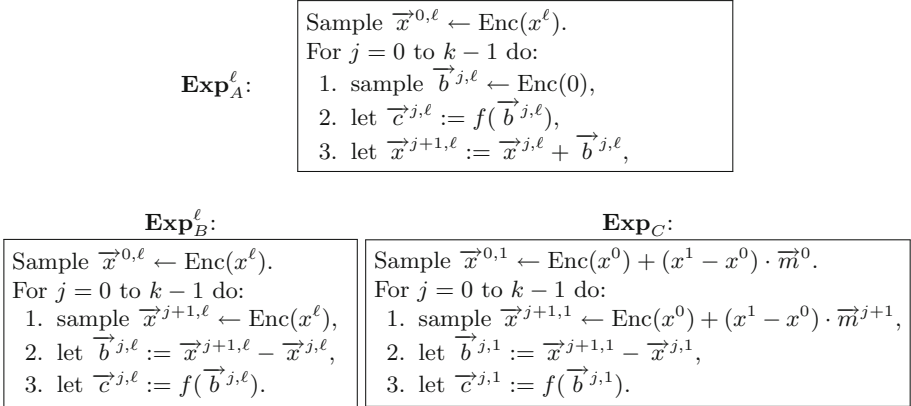 Exp_A^ℓ:
Sample x⃗^{0,ℓ} ← Enc(x^ℓ).
For j = 0 to k − 1 do:
1. sample b⃗^{j,ℓ} ← Enc(0),
2. let c⃗^{j,ℓ} := f(b⃗^{j,ℓ}),
3. let x⃗^{j+1,ℓ} := x⃗^{j,ℓ} + b⃗^{j,ℓ},
Exp_B^ℓ:
Sample x⃗^{0,ℓ} ← Enc(x^ℓ).
For j = 0 to k − 1 do:
1. sample x⃗^{j+1,ℓ} ← Enc(x^ℓ),
2. let b⃗^{j,ℓ} := x⃗^{j+1,ℓ} − x⃗^{j,ℓ},
3. let c⃗^{j,ℓ} := f(b⃗^{j,ℓ}).
Exp_C:
Sample x⃗^{0,1} ← Enc(x^0) + (x^1 − x^0) · m⃗^0.
For j = 0 to k − 1 do:
1. sample x⃗^{j+1,1} ← Enc(x^0) + (x^1 − x^0) · m⃗^{j+1},
2. let b⃗^{j,1} := x⃗^{j+1,1} − x⃗^{j,1},
3. let c⃗^{j,1} := f(b⃗^{j,1}).